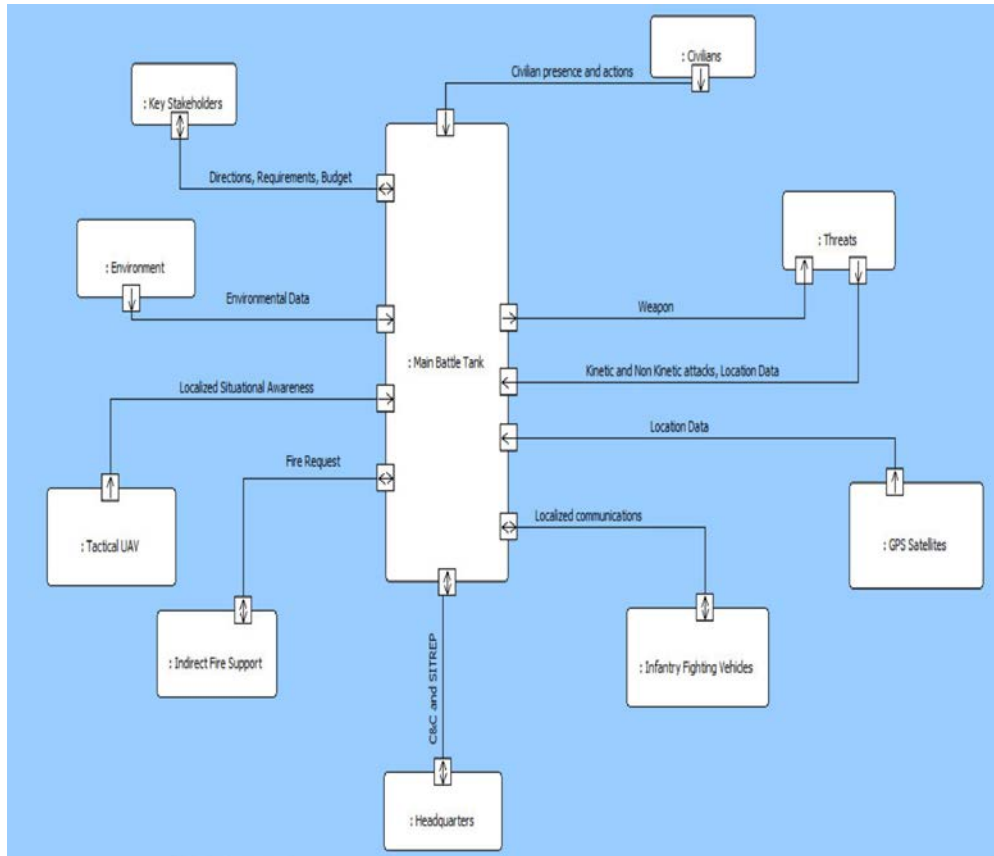 : Civilians
Civilian presence and actions
: Key Stakeholders
Directions, Requirements, Budget
: Threats
: Environment
Environmental Data
Weapon
: Main Battle Tank
Kinetic and Non Kinetic attacks, Location Data
Localized Situational Awareness
Location Data
Fire Request
Localized communications
: Tactical UAV
: GPS Satellites
: Indirect Fire Support
: Infantry Fighting Vehicles
C&C and SITREP
: Headquarters